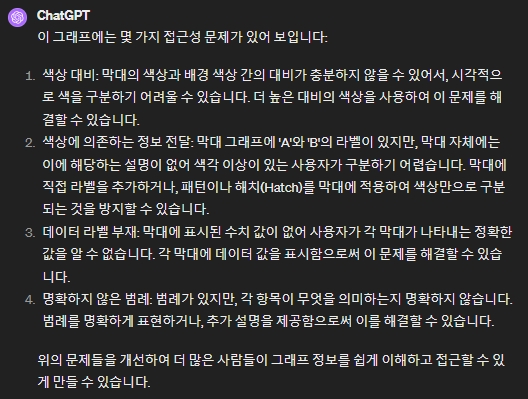 ChatGPT
이 그래프에는 몇 가지 접근성 문제가 있어 보입니다:
1. 색상 대비: 막대의 색상과 배경 색상 간의 대비가 충분하지 않을 수 있어서, 시각적으
로 색을 구분하기 어려울 수 있습니다. 더 높은 대비의 색상을 사용하여 이 문제를 해
결할 수 있습니다.
2. 색상에 의존하는 정보 전달: 막대 그래프에 'A'와 'B'의 라벨이 있지만, 막대 자체에는
이에 해당하는 설명이 없어 색각 이상이 있는 사용자가 구분하기 어렵습니다. 막대에
직접 라벨을 추가하거나, 패턴이나 해치(Hatch)를 막대에 적용하여 색상만으로 구분
되는 것을 방지할 수 있습니다.
3. 데이터 라벨 부재: 막대에 표시된 수치 값이 없어 사용자가 각 막대가 나타내는 정확한
값을 알 수 없습니다. 각 막대에 데이터 값을 표시함으로써 이 문제를 해결할 수 있습
니다.
4. 명확하지 않은 범례: 범례가 있지만, 각 항목이 무엇을 의미하는지 명확하지 않습니다.
범례를 명확하게 표현하거나, 추가 설명을 제공함으로써 이를 해결할 수 있습니다.
위의 문제들을 개선하여 더 많은 사람들이 그래프 정보를 쉽게 이해하고 접근할 수 있
게 만들 수 있습니다.